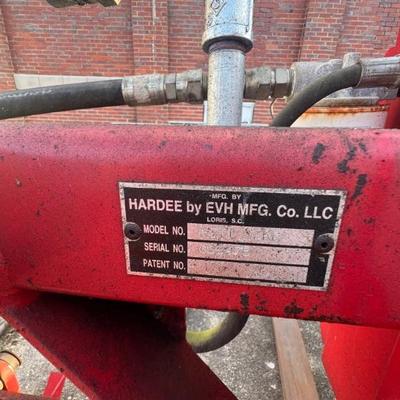 MFG. BY
HARDEE by EVH MFG. Co. LLC
LORIS, S.C.
MODEL NO.
SERIAL NO.
PATENT NO.